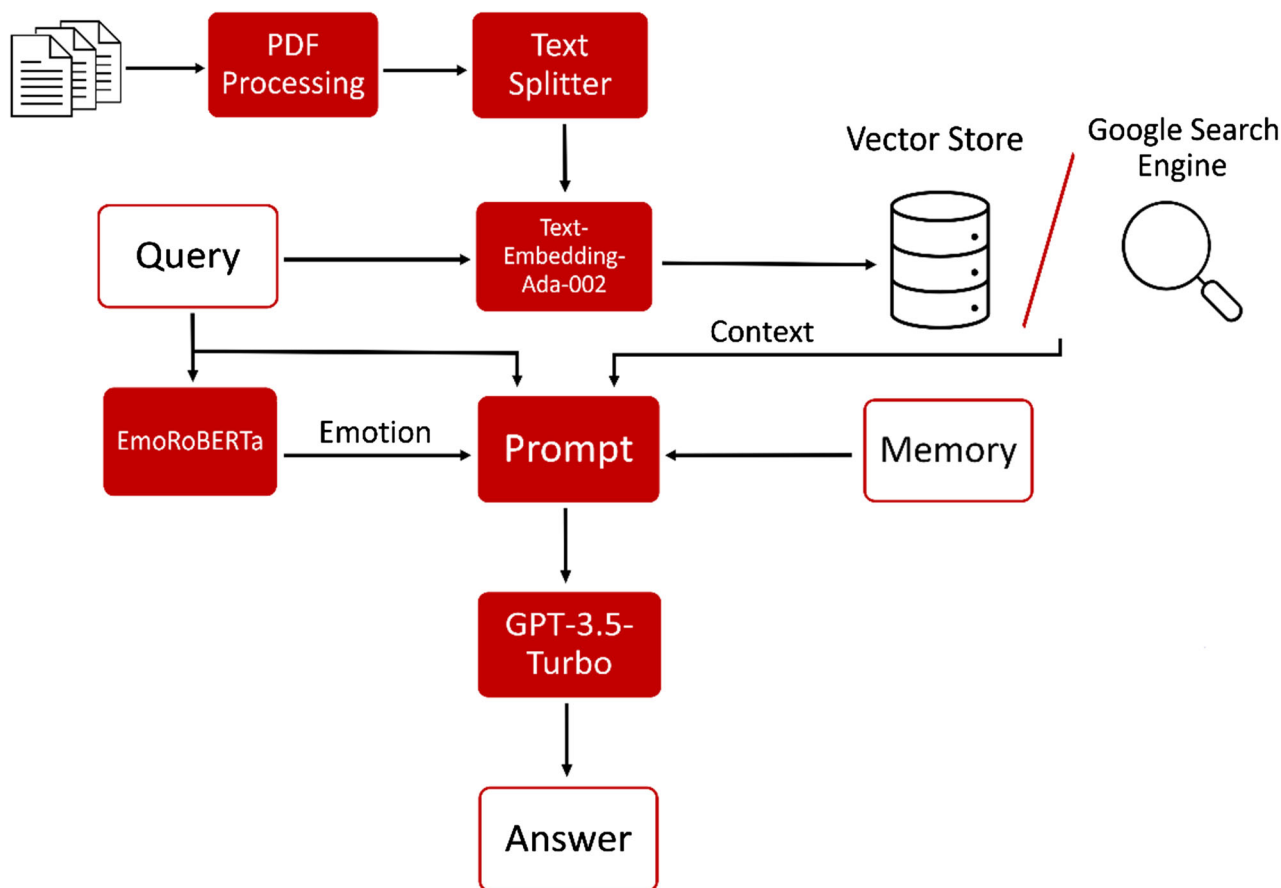 PDF
Processing
Text
Splitter
Vector Store
Google Search
Engine
Query
Text-
Embedding-
Ada-002
Context
EmoRoBERTa
Emotion
Prompt
Memory
GPT-3.5-
Turbo
Answer